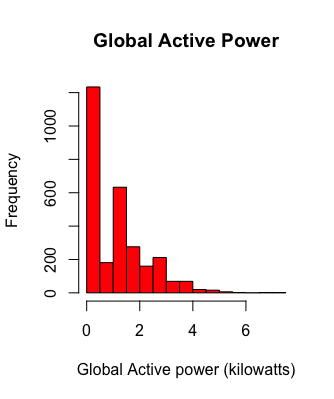 Global Active Power
Frequency
1000
600
200
0
0 2 4 6
Global Active power (kilowatts)